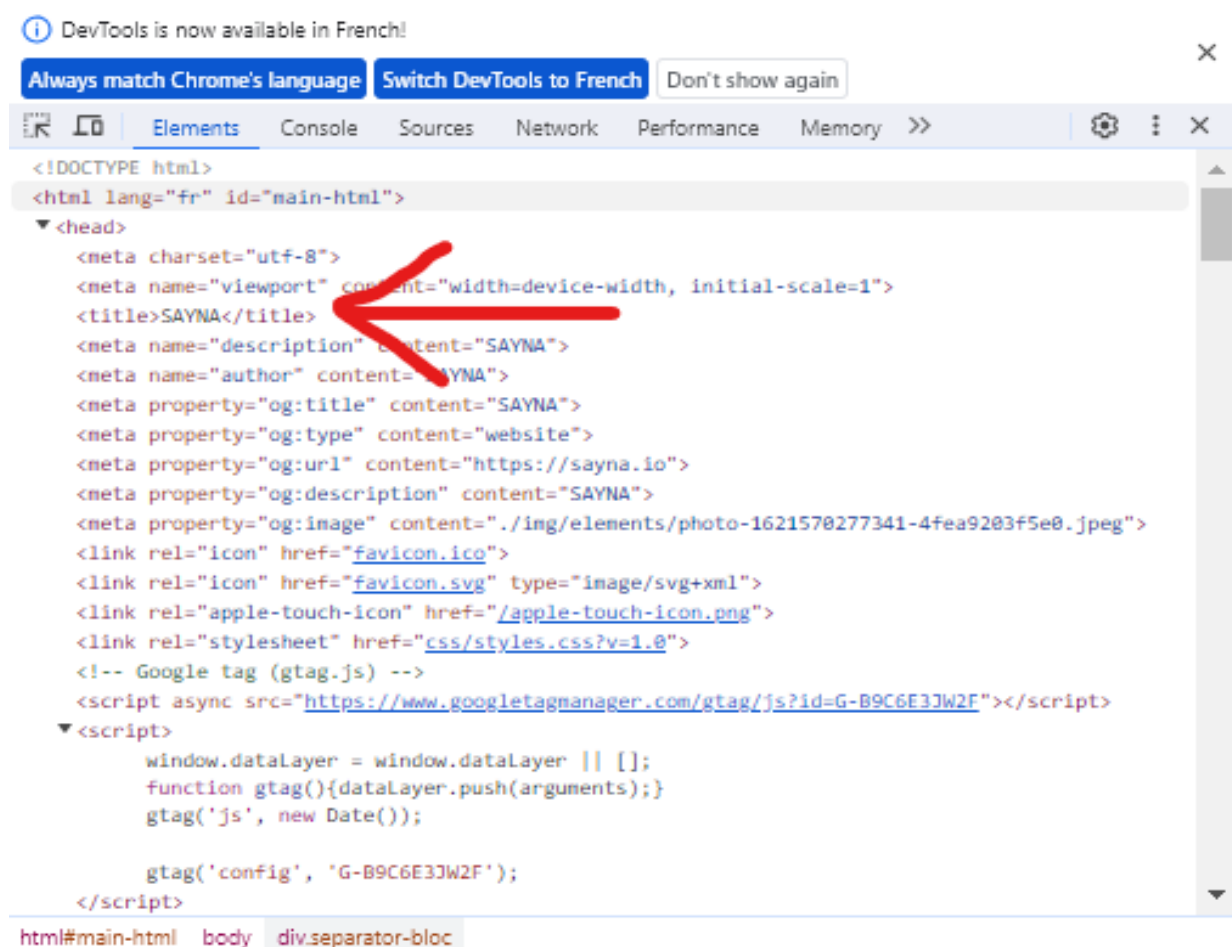 DevTools is now available in French!
Always match Chrome's language Switch DevTools to French Don't show again
Elements Console Sources Network Performance Memory
<!DOCTYPE html>
<html lang="fr" id="main-html">
<head>
<meta charset="utf-8">
<meta name="viewport" content="width=device-width, initial-scale=1">
<title>SAYNA</title>
<meta name="description" content="SAYNA">
<meta name="author" content="SAYNA">
<meta property="og:title" content="SAYNA">
<meta property="og:type" content="website">
<meta property="og:url" content="https://sayna.io">
<meta property="og:description" content="SAYNA">
<meta property="og:image" content="./img/elements/photo-1621570277341-4fea9203f5e0.jpeg">
<link rel="icon" href="favicon.ico">
<link rel="icon" href="favicon.svg" type="image/svg+xml">
<link rel="apple-touch-icon" href="/apple-touch-icon.png">
<link rel="stylesheet" href="css/styles.css?v=1.0">
<!-- Google tag (gtag.js) -->
<script async src="https://www.googletagmanager.com/gtag/js?id=G-B9C6E3JW2F"></script>
<script>
window.dataLayer = window.dataLayer || [];
function gtag(){dataLayer.push(arguments);}
gtag('js', new Date());
gtag('config', 'G-B9C6E3JW2F');
</script>
html#main-html body div.separator-bloc